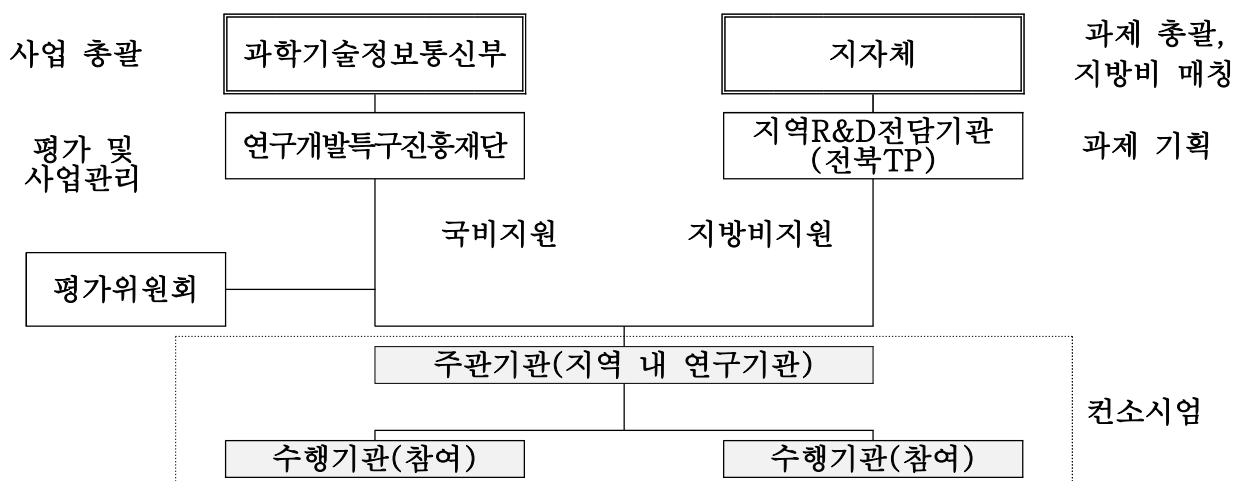 사업 총괄
과학기술정보통신부
지자체
과제 총괄,
지방비 매칭
평가 및
사업관리
연구개발특구진흥재단
지역R&D전담기관
(전북TP)
과제 기획
국비지원
지방비지원
평가위원회
주관기관(지역 내 연구기관)
컨소시엄
수행기관(참여)
수행기관(참여)